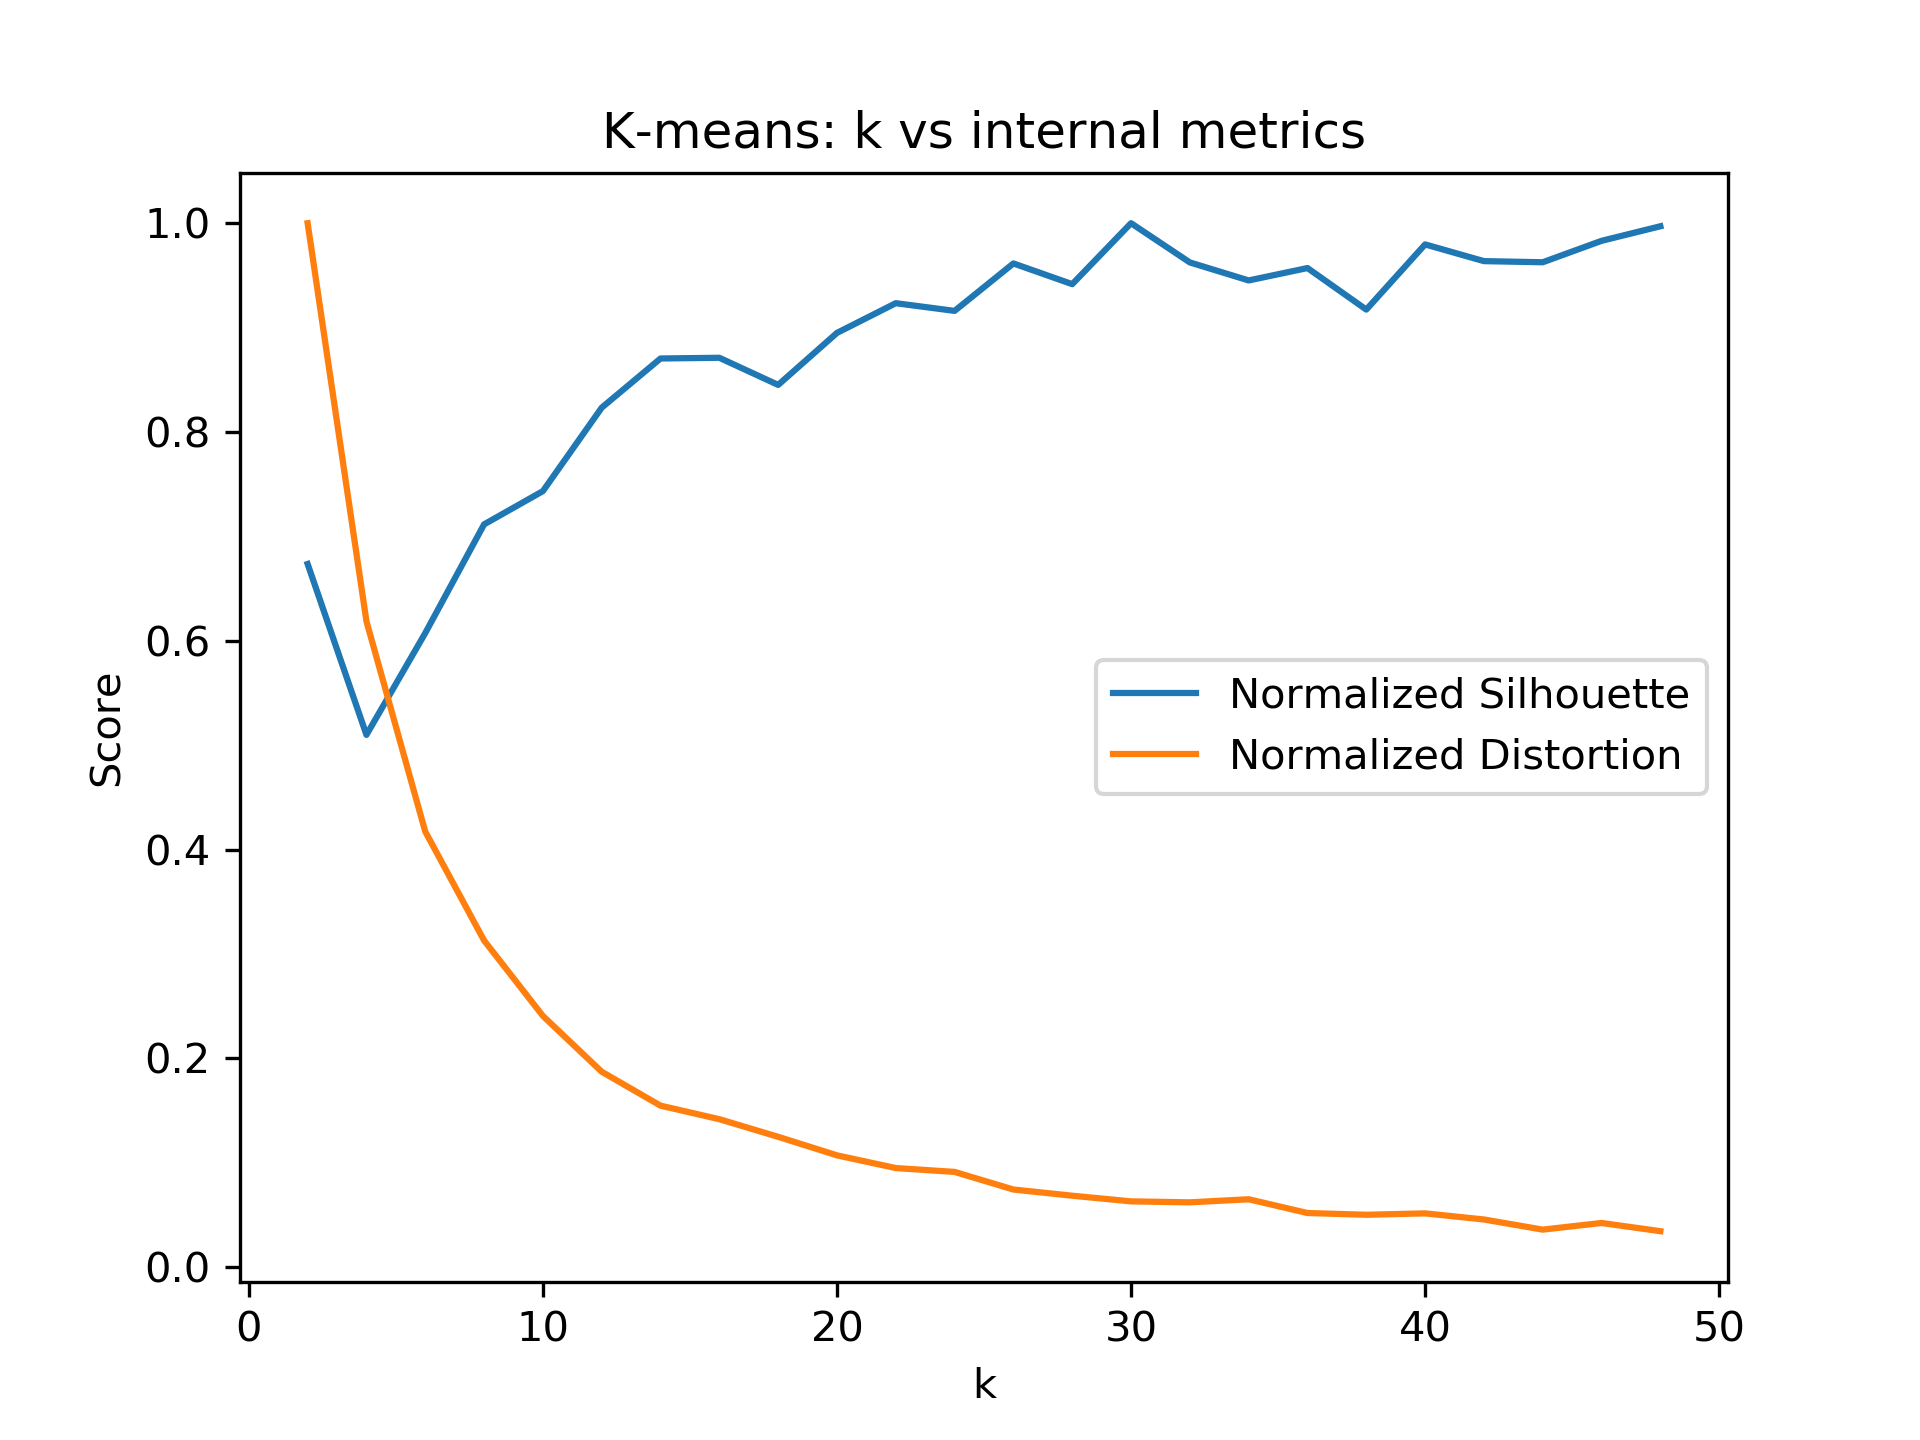 K-means: k vs internal metrics
1.0
0.8
0.6
0.4
0.2
0.0
Score
Normalized Silhouette
Normalized Distortion
0 10 20 30 40 50
k